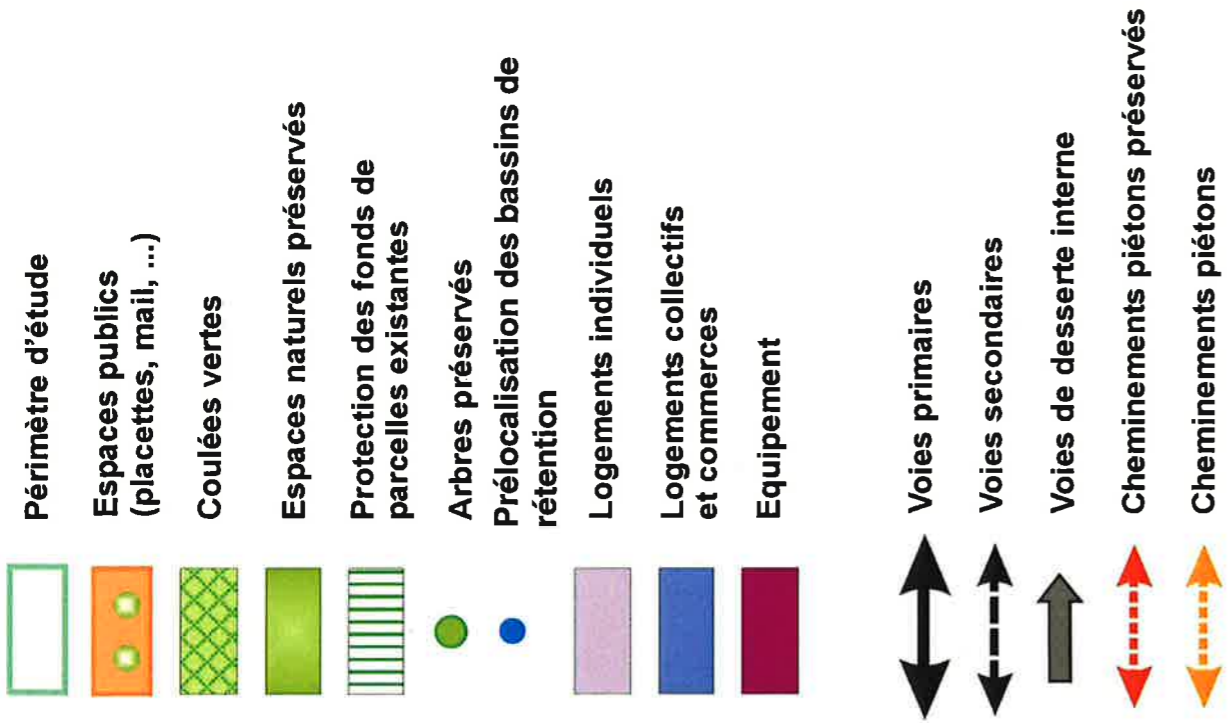 Périmètre d'étude
Espaces publics
(placettes, mail, ...)
Coulées vertes
Espaces naturels préservés
Protection des fonds de
parcelles existantes
Arbres préservés
Prélocalisation des bassins de
rétention
Logements individuels
Logements collectifs
et commerces
Equipement
Voies primaires
Voies secondaires
Voies de desserte interne
Cheminements piétons préservés
Cheminements piétons